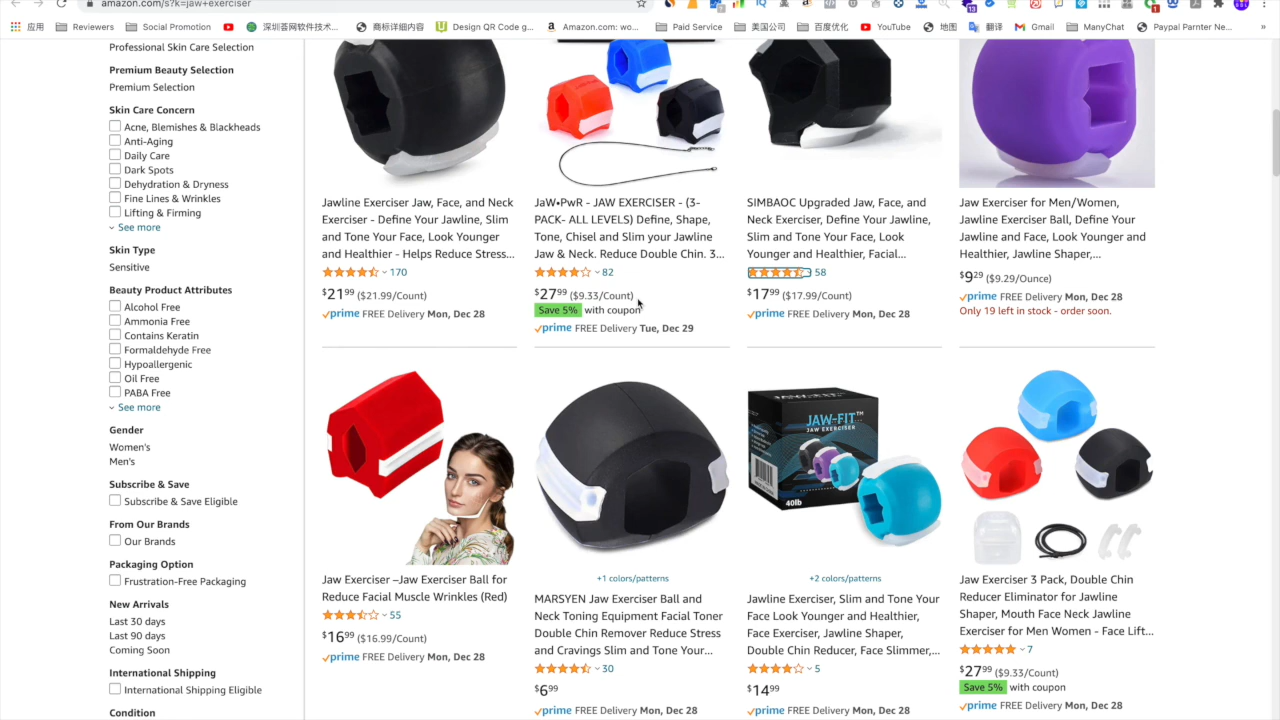 amazon.com/s?k=jaw+exerciser
应用
Reviewers
Social Promotion
深圳荟网软件技术...
商标详细内容
Design QR Code g...
Amazon.com: wo...
Paid Service
美国公司
百度优化
YouTube
地图
翻译
Gmail
ManyChat
Paypal Parnter Ne...
»
Professional Skin Care Selection
Premium Beauty Selection
Premium Selection
Skin Care Concern
Acne, Blemishes & Blackheads
Anti-Aging
Daily Care
Dark Spots
Dehydration & Dryness
Fine Lines & Wrinkles
Lifting & Firming
See more
Skin Type
Sensitive
Beauty Product Attributes
Alcohol Free
Ammonia Free
Contains Keratin
Formaldehyde Free
Hypoallergenic
Oil Free
PABA Free
See more
Gender
Women's
Men's
Subscribe & Save
Subscribe & Save Eligible
From Our Brands
Our Brands
Packaging Option
Frustration-Free Packaging
New Arrivals
Last 30 days
Last 90 days
Coming Soon
International Shipping
International Shipping Eligible
Condition
Jawline Exerciser Jaw, Face, and Neck
Exerciser - Define Your Jawline, Slim
and Tone Your Face, Look Younger
and Healthier - Helps Reduce Stress...
170
$2199 ($21.99/Count)
prime FREE Delivery Mon, Dec 28
JaW•PwR - JAW EXERCISER - (3-
PACK- ALL LEVELS) Define, Shape,
Tone, Chisel and Slim your Jawline
Jaw & Neck. Reduce Double Chin. 3...
82
$2799 ($9.33/Count)
Save 5% with coupon
prime FREE Delivery Tue, Dec 29
SIMBAOC Upgraded Jaw, Face, and
Neck Exerciser, Define Your Jawline,
Slim and Tone Your Face, Look
Younger and Healthier, Facial...
58
$1799 ($17.99/Count)
prime FREE Delivery Mon, Dec 28
Jaw Exerciser for Men/Women,
Jawline Exerciser Ball, Define Your
Jawline and Face, Look Younger and
Healthier, Jawline Shaper,...
$929 ($9.29/Ounce)
prime FREE Delivery Mon, Dec 28
Only 19 left in stock - order soon.
Jaw Exerciser –Jaw Exerciser Ball for
Reduce Facial Muscle Wrinkles (Red)
55
$1699 ($16.99/Count)
prime FREE Delivery Mon, Dec 28
+1 colors/patterns
MARSYEN Jaw Exerciser Ball and
Neck Toning Equipment Facial Toner
Double Chin Remover Reduce Stress
and Cravings Slim and Tone Your...
30
$699
prime FREE Delivery Mon, Dec 28
JAW-FIT™
JAW EXERCISER
40lb
+2 colors/patterns
Jawline Exerciser, Slim and Tone Your
Face Look Younger and Healthier,
Face Exerciser, Jawline Shaper,
Double Chin Reducer, Face Slimmer,...
5
$1499
prime FREE Delivery Mon, Dec 28
Jaw Exerciser 3 Pack, Double Chin
Reducer Eliminator for Jawline
Shaper, Mouth Face Neck Jawline
Exerciser for Men Women - Face Lift...
7
$2799 ($9.33/Count)
Save 5% with coupon
prime FREE Delivery Mon, Dec 28